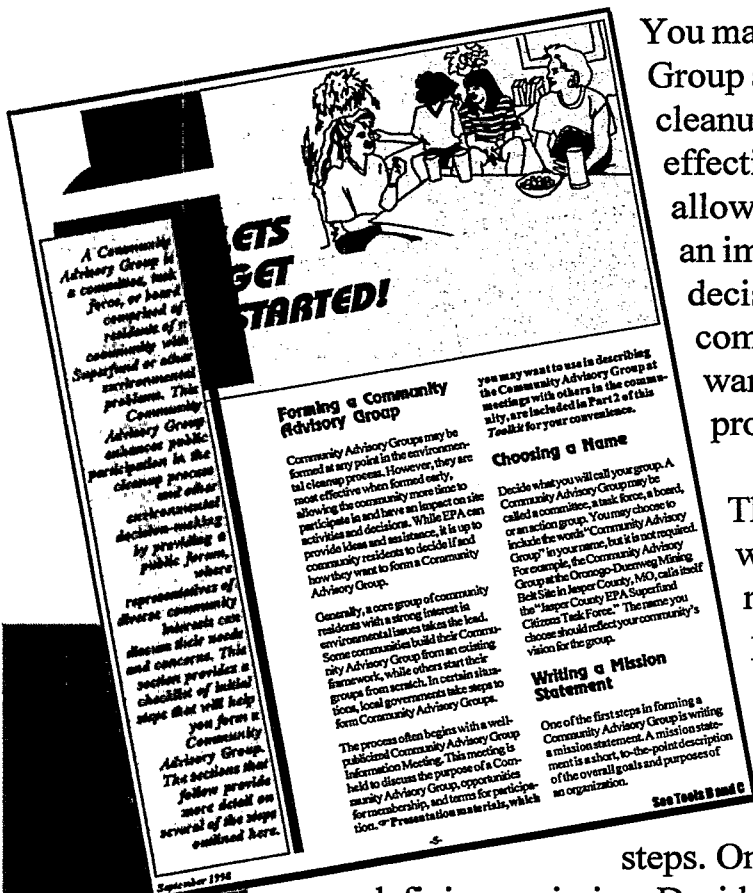 LETS
GET
STARTED!
A Community
Advisory Group is
a committee, task
force, or board
comprised of
residents of a
community with
Superfund or other
environmental
problems. This
Community
Advisory Group
enhances public
participation in the
cleanup process
and other
environmental
decision-making
by providing a
public forum,
where
representatives of
diverse community
interests can
discuss their needs
and concerns. This
section provides a
checklist of initial
steps that will help
you form a
Community
Advisory Group.
The sections that
follow provide
more detail on
several of the steps
outlined here.
Forming a Community
Advisory Group
Community Advisory Groups may be
formed at any point in the environmen-
tal cleanup process. However, they are
most effective when formed early,
allowing the community more time to
participate in and have an impact on site
activities and decisions. While EPA can
provide ideas and assistance, it is up to
community residents to decide if and
how they want to form a Community
Advisory Group.
Generally, a core group of community
residents with a strong interest in
environmental issues takes the lead.
Some communities build their Commu-
nity Advisory Group from an existing
framework, while others start their
groups from scratch. In certain situa-
tions, local governments take steps to
form Community Advisory Groups.
The process often begins with a well-
publicized Community Advisory Group
Information Meeting. This meeting is
held to discuss the purpose of a Com-
munity Advisory Group, opportunities
for membership, and terms for participa-
tion. ☞ Presentation materials, which
you may want to use in describing
the Community Advisory Group at
meetings with others in the commu-
nity, are included in Part 2 of this
Toolkit for your convenience.
Choosing a Name
Decide what you will call your group. A
Community Advisory Group may be
called a committee, a task force, a board,
or an action group. You may choose to
include the words "Community Advisory
Group" in your name, but it is not required.
For example, the Community Advisory
Group at the Oronogo-Duenweg Mining
Belt Site in Jasper County, MO, calls itself
the "Jasper County EPA Superfund
Citizens Task Force." The name you
choose should reflect your community's
vision for the group.
Writing a Mission
Statement
One of the first steps in forming a
Community Advisory Group is writing
a mission statement. A mission state-
ment is a short, to-the-point description
of the overall goals and purposes of
an organization.
See Tools B and C
-5-
September 1998
You ma
Group
cleanu
effecti
allow
an im
decis
com
wan
pro
steps. On